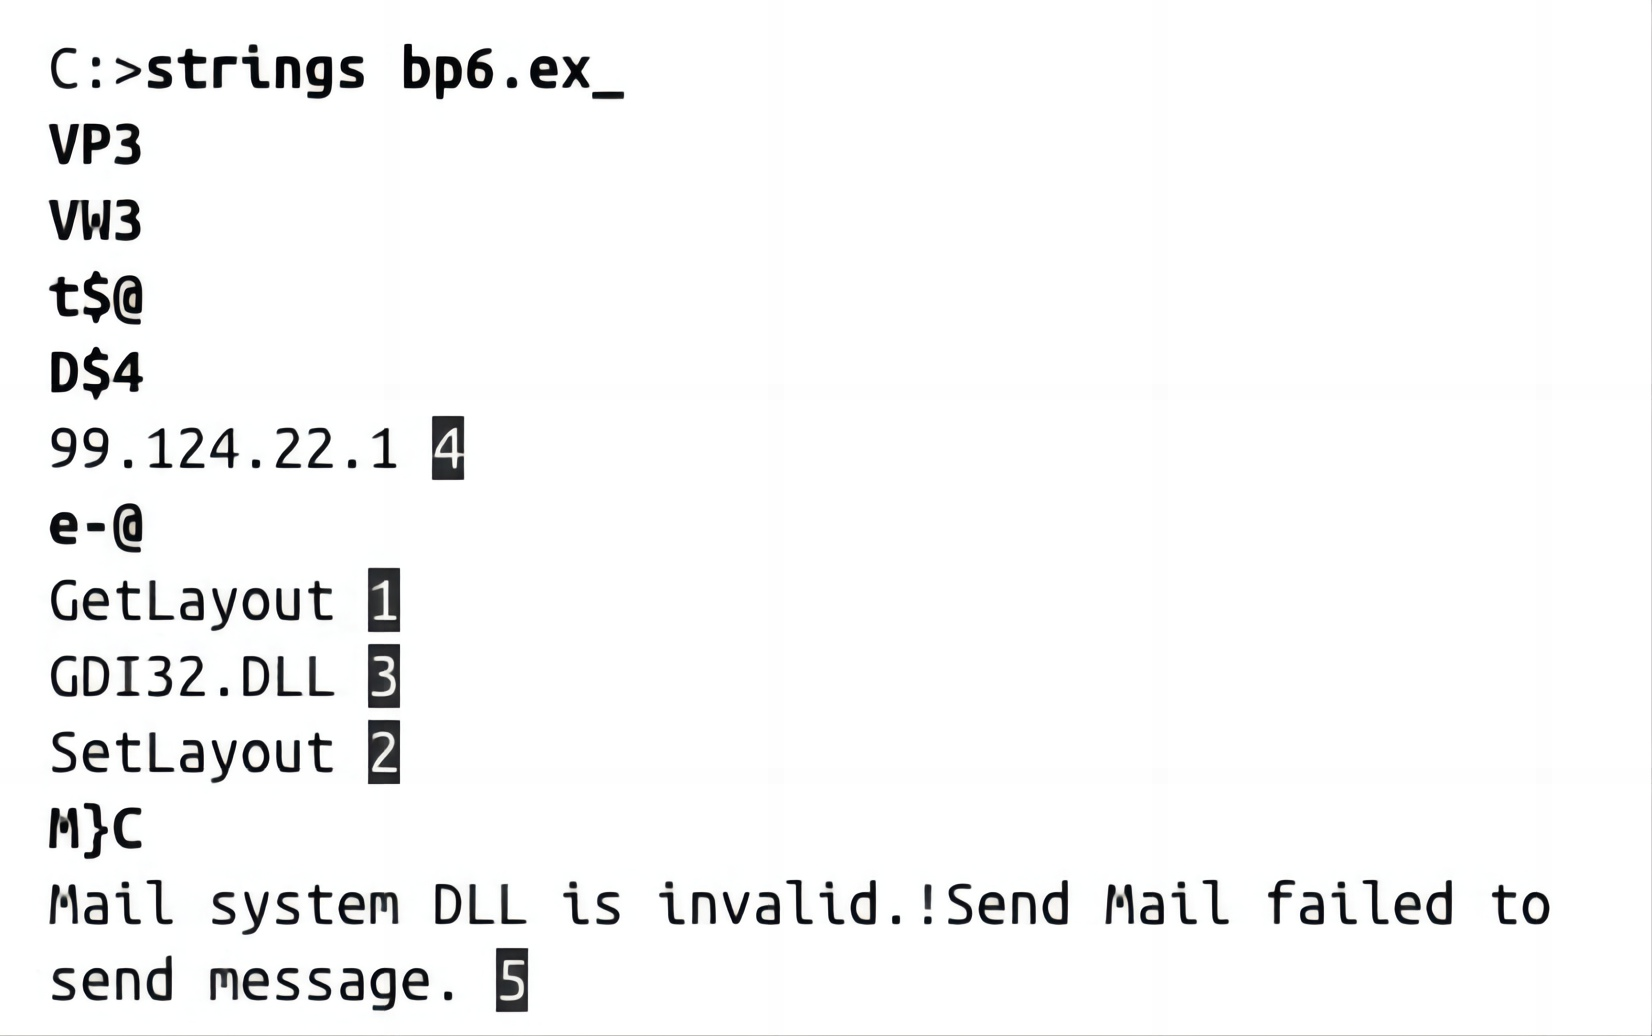 C:>strings bp6.ex_
VP3
VW3
t$@
D$4
99.124.22.1 4
e-@
GetLayout 1
GDI32.DLL 3
SetLayout 2
M}C
Mail system DLL is invalid.!Send Mail failed to
send message. 5